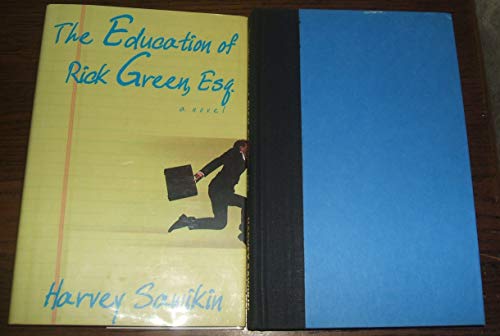 The Education of
Rick Green, Esq.
a novel
Harvey Sawikin